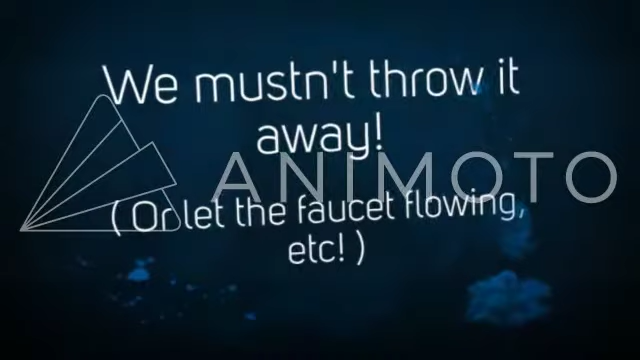 We mustn't throw it
away!
ANIMOTO
( Or let the faucet flowing,
etc! )